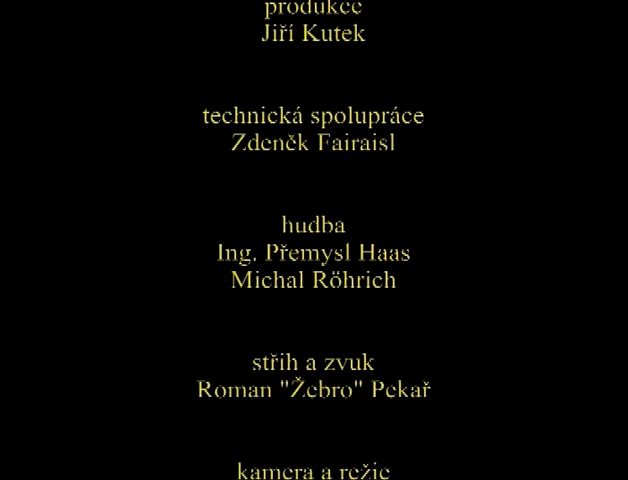 produkce
Jiří Kutek
technická spolupráce
Zdeněk Fairaisl
hudba
Ing. Přemysl Haas
Michal Röhrich
střih a zvuk
Roman "Žebro" Pekař
kamera a režie